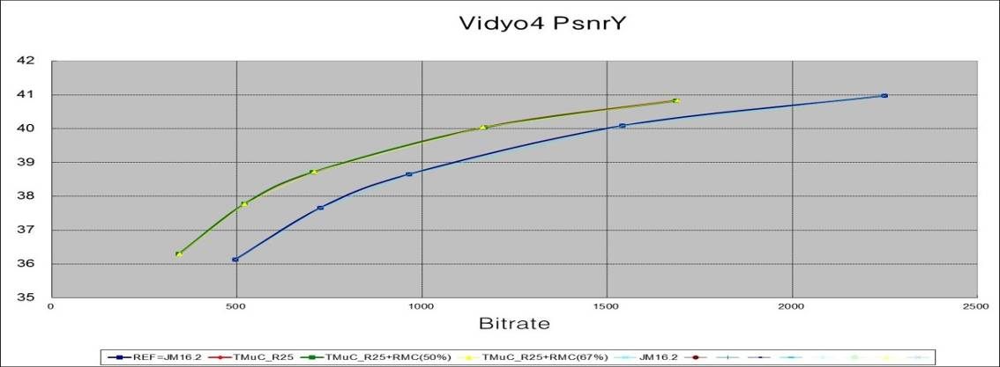 Vidyo4 PsnrY
42
41
40
39
38
37
36
35
0 500 1000 1500 2000 2500
Bitrate
REF=JM16.2 TMuC_R25 TMuC_R25+RMC(50%) TMuC_R25+RMC(67%) JM16.2